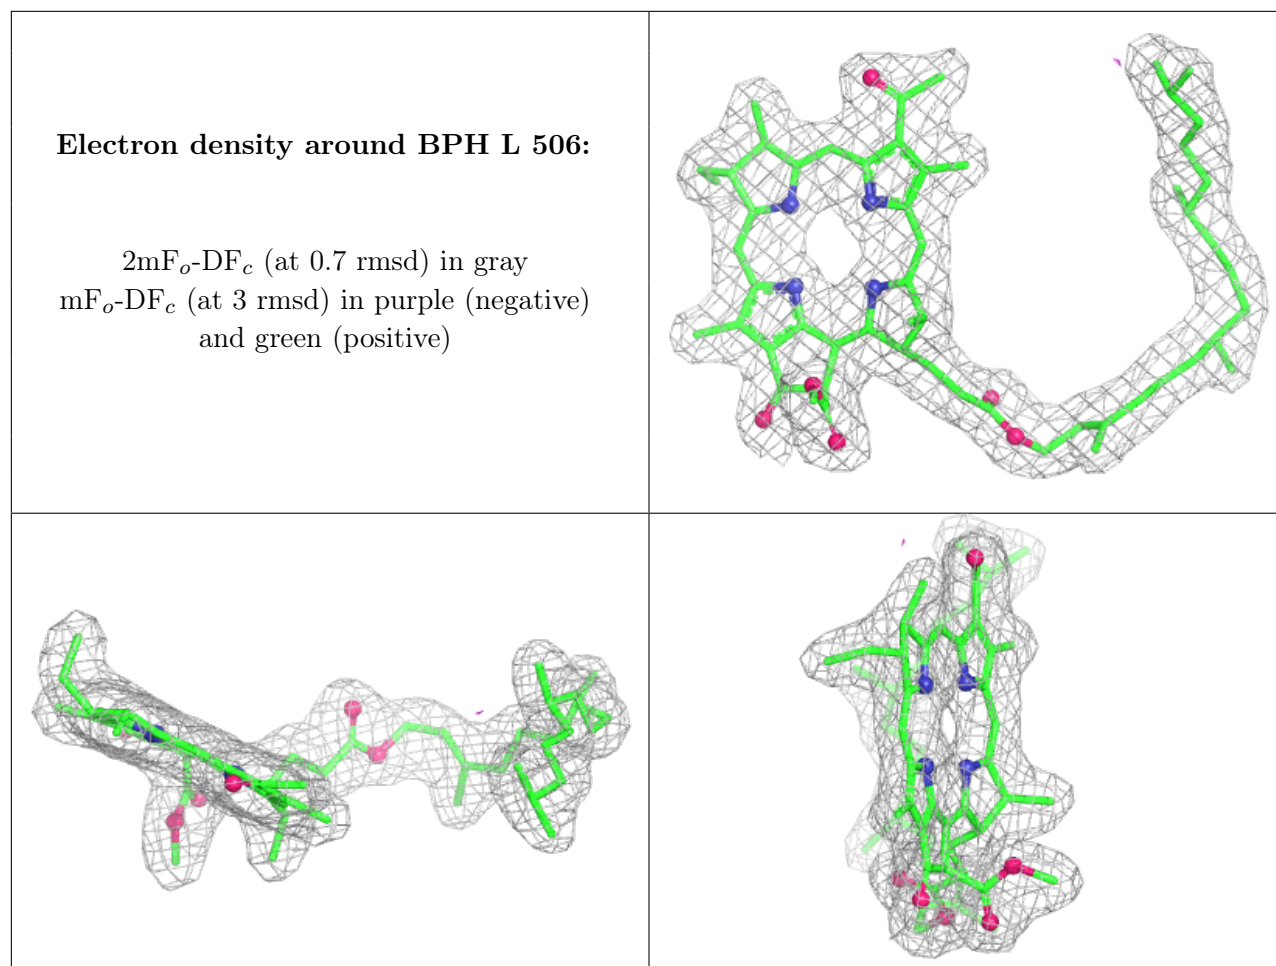 Electron density around BPH L 506:
2mFo-DFc (at 0.7 rmsd) in gray
mFo-DFc (at 3 rmsd) in purple (negative)
and green (positive)